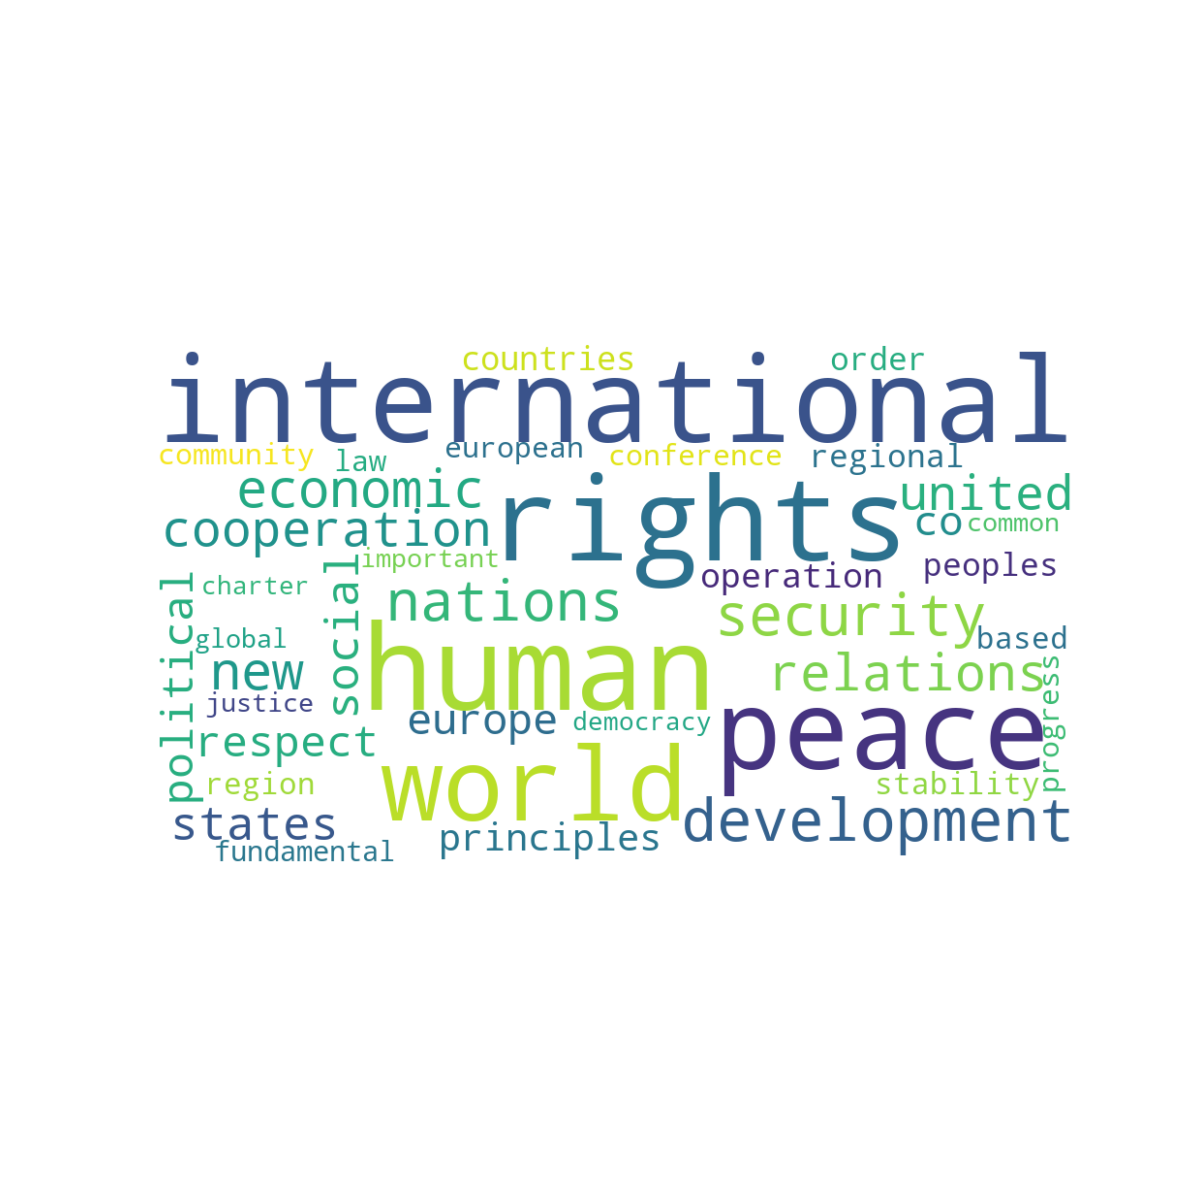 countries
order
international
community
law
european
conference
regional
economic
rights
united
cooperation
co
common
important
operation
peoples
political
charter
social
nations
security
global
human
based
new
relations
justice
europe
democracy
peace
progress
respect
region
world
stability
states
principles
development
fundamental